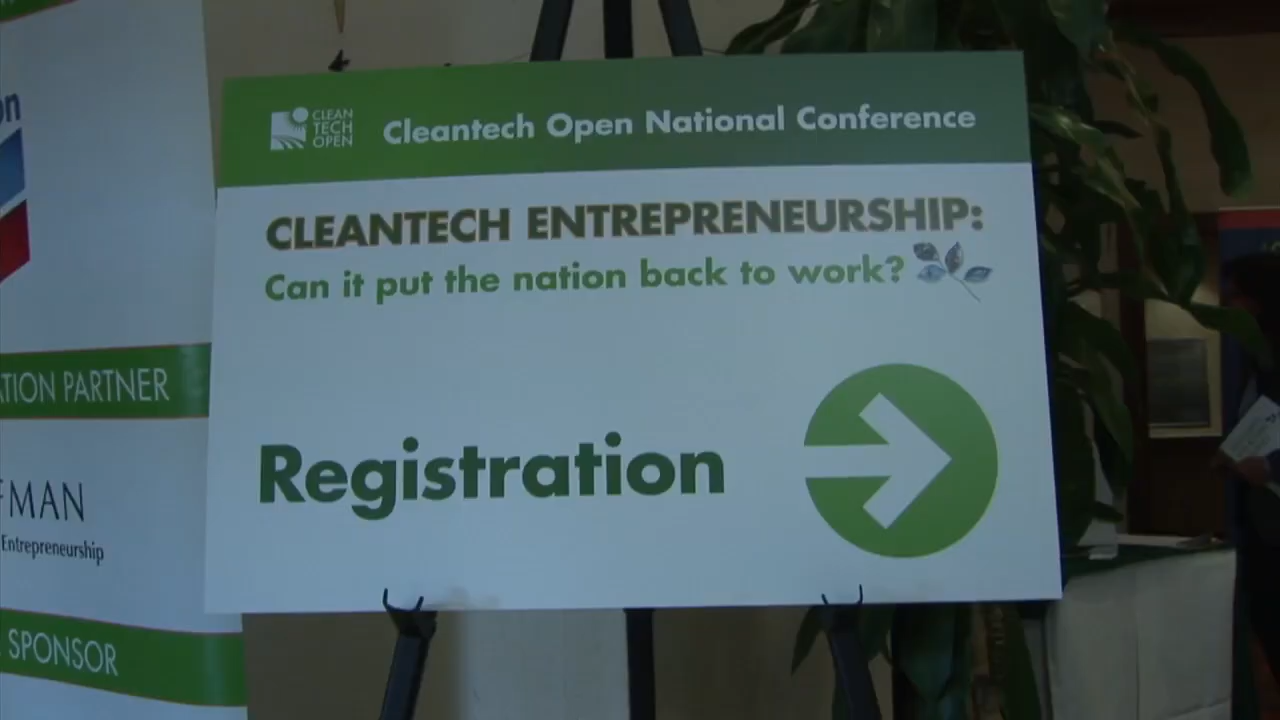 CLEAN
TECH
OPEN
Cleantech Open National Conference
CLEANTECH ENTREPRENEURSHIP:
Can it put the nation back to work?
Registration
on
ATION PARTNER
FMAN
Entrepreneurship
SPONSOR